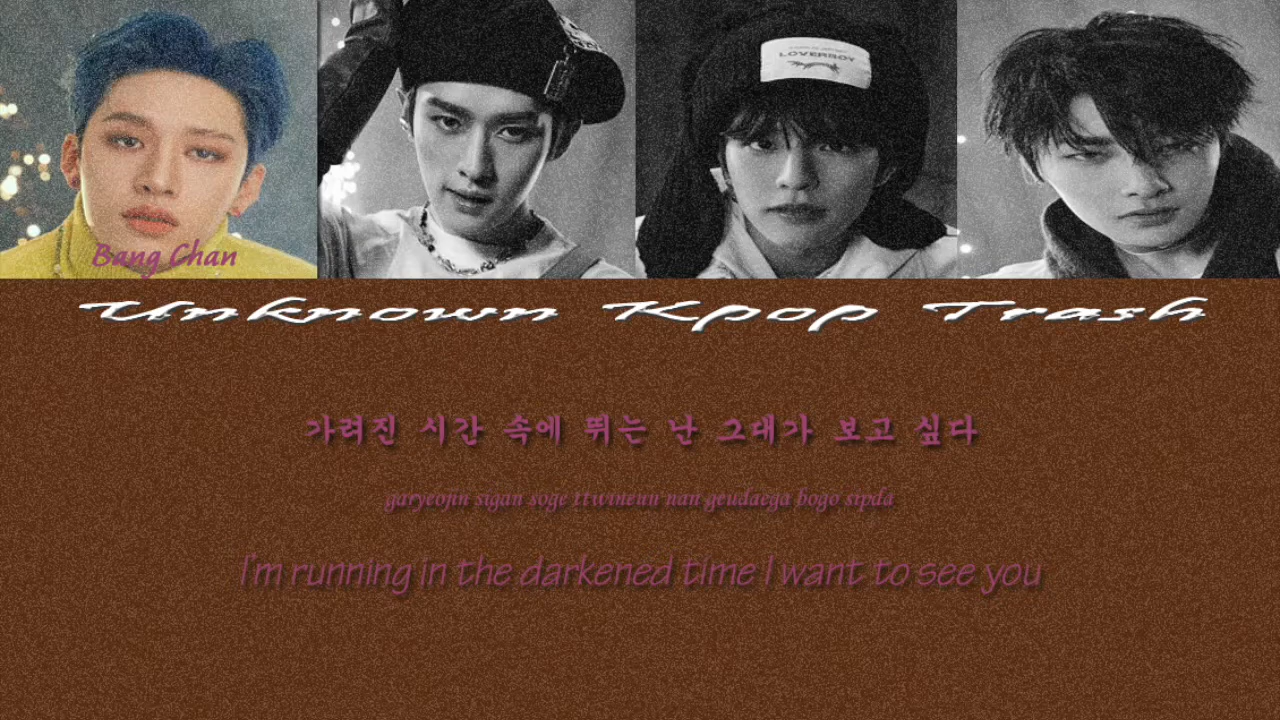 LOVERBOY
Bang Chan
Unknown Kpop Trash
가려진 시간 속에 뛰는 난 그대가 보고 싶다
garyeojin sigan soge ttwineun nan geudaega bogo sipda
I'm running in the darkened time I want to see you